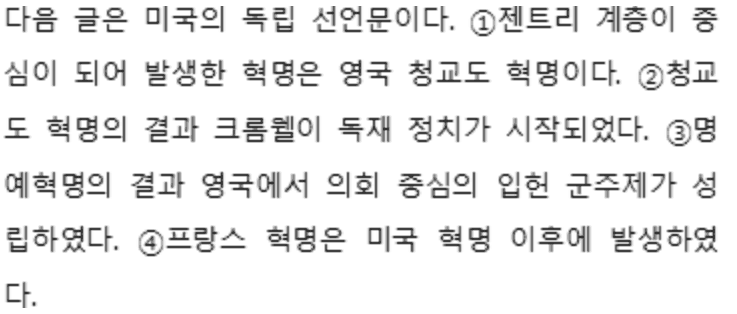 다음 글은 미국의 독립 선언문이다. ①젠트리 계층이 중
심이 되어 발생한 혁명은 영국 청교도 혁명이다. ②청교
도 혁명의 결과 크롬웰이 독재 정치가 시작되었다. ③명
예혁명의 결과 영국에서 의회 중심의 입헌 군주제가 성
립하였다. ④프랑스 혁명은 미국 혁명 이후에 발생하였
다.